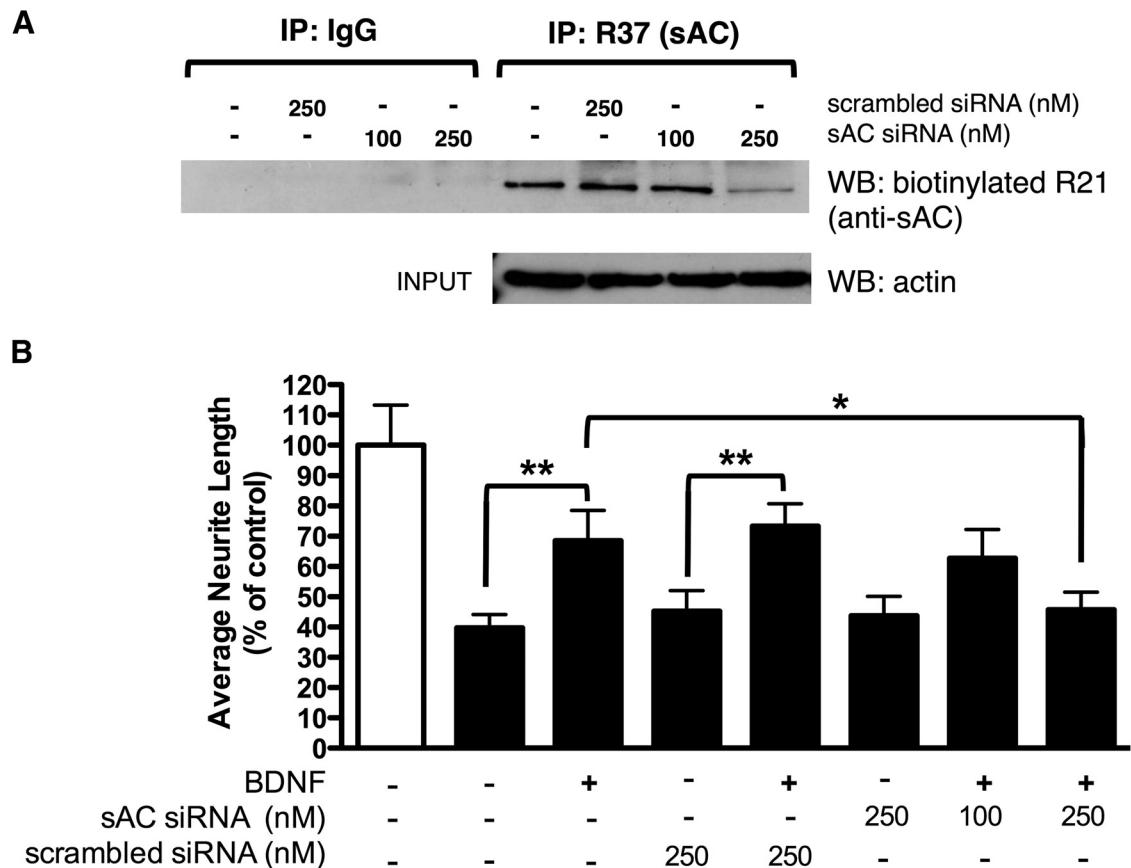 A
IP: IgG IP: R37 (sAC)
- 250 - - - 250 - - scrambled siRNA (nM)
- - 100 250 - - 100 250 sAC siRNA (nM)
WB: biotinylated R21
(anti-sAC)
INPUT WB: actin
B
Average Neurite Length
(% of control)
120
110
100
90
80
70
60
50
40
30
20
10
0
** ** *
BDNF - - + - + - + +
sAC siRNA (nM) - - - - - 250 100 250
scrambled siRNA (nM) - - - 250 250 - - -